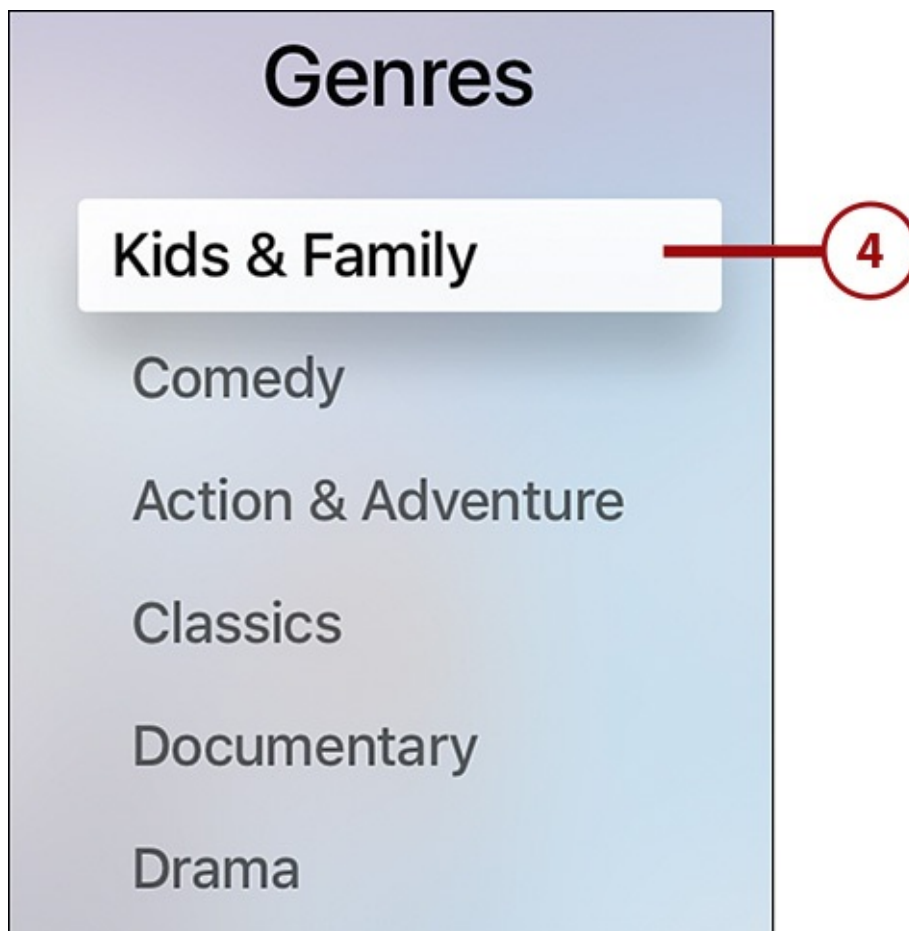 Genres
Kids & Family
4
Comedy
Action & Adventure
Classics
Documentary
Drama